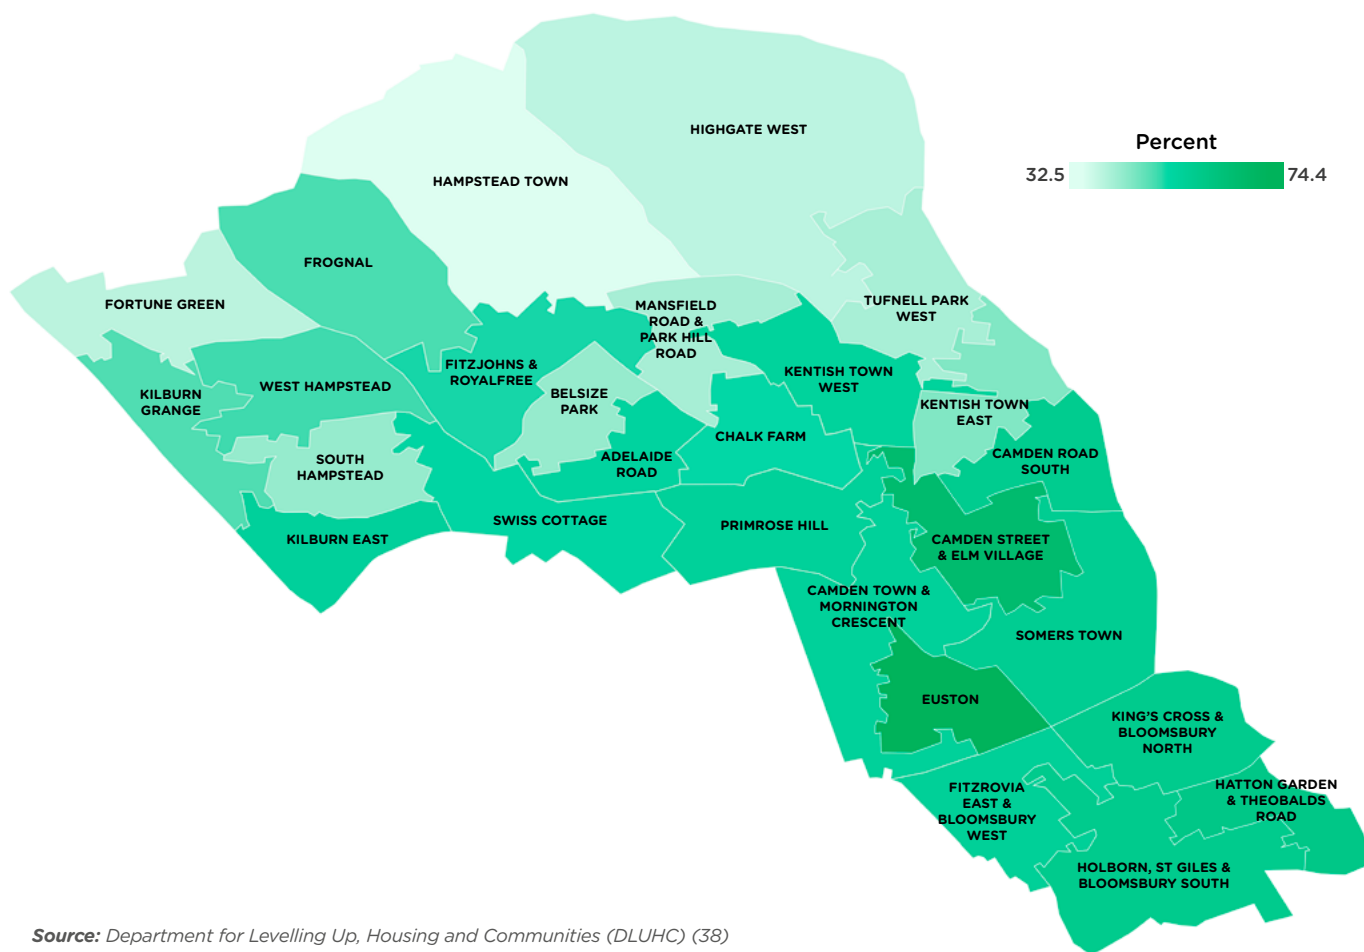 HIGHGATE WEST
Percent
32.5
74.4
HAMPSTEAD TOWN
FROGNAL
FORTUNE GREEN
MANSFIELD
ROAD &
PARK HILL
ROAD
TUFNELL PARK
WEST
FITZJOHNS &
ROYALFREE
KENTISH TOWN
WEST
WEST HAMPSTEAD
KILBURN
GRANGE
BELSIZE
PARK
KENTISH TOWN
EAST
CHALK FARM
CAMDEN ROAD
SOUTH
ADELAIDE
ROAD
SOUTH
HAMPSTEAD
SWISS COTTAGE
PRIMROSE HILL
KILBURN EAST
CAMDEN STREET
& ELM VILLAGE
CAMDEN TOWN &
MORNINGTON
CRESCENT
SOMERS TOWN
EUSTON
KING'S CROSS &
BLOOMSBURY
NORTH
FITZROVIA
EAST &
BLOOMSBURY
WEST
HATTON GARDEN
& THEOBALDS
ROAD
HOLBORN, ST GILES &
BLOOMSBURY SOUTH
Source: Department for Levelling Up, Housing and Communities (DLUHC) (38)